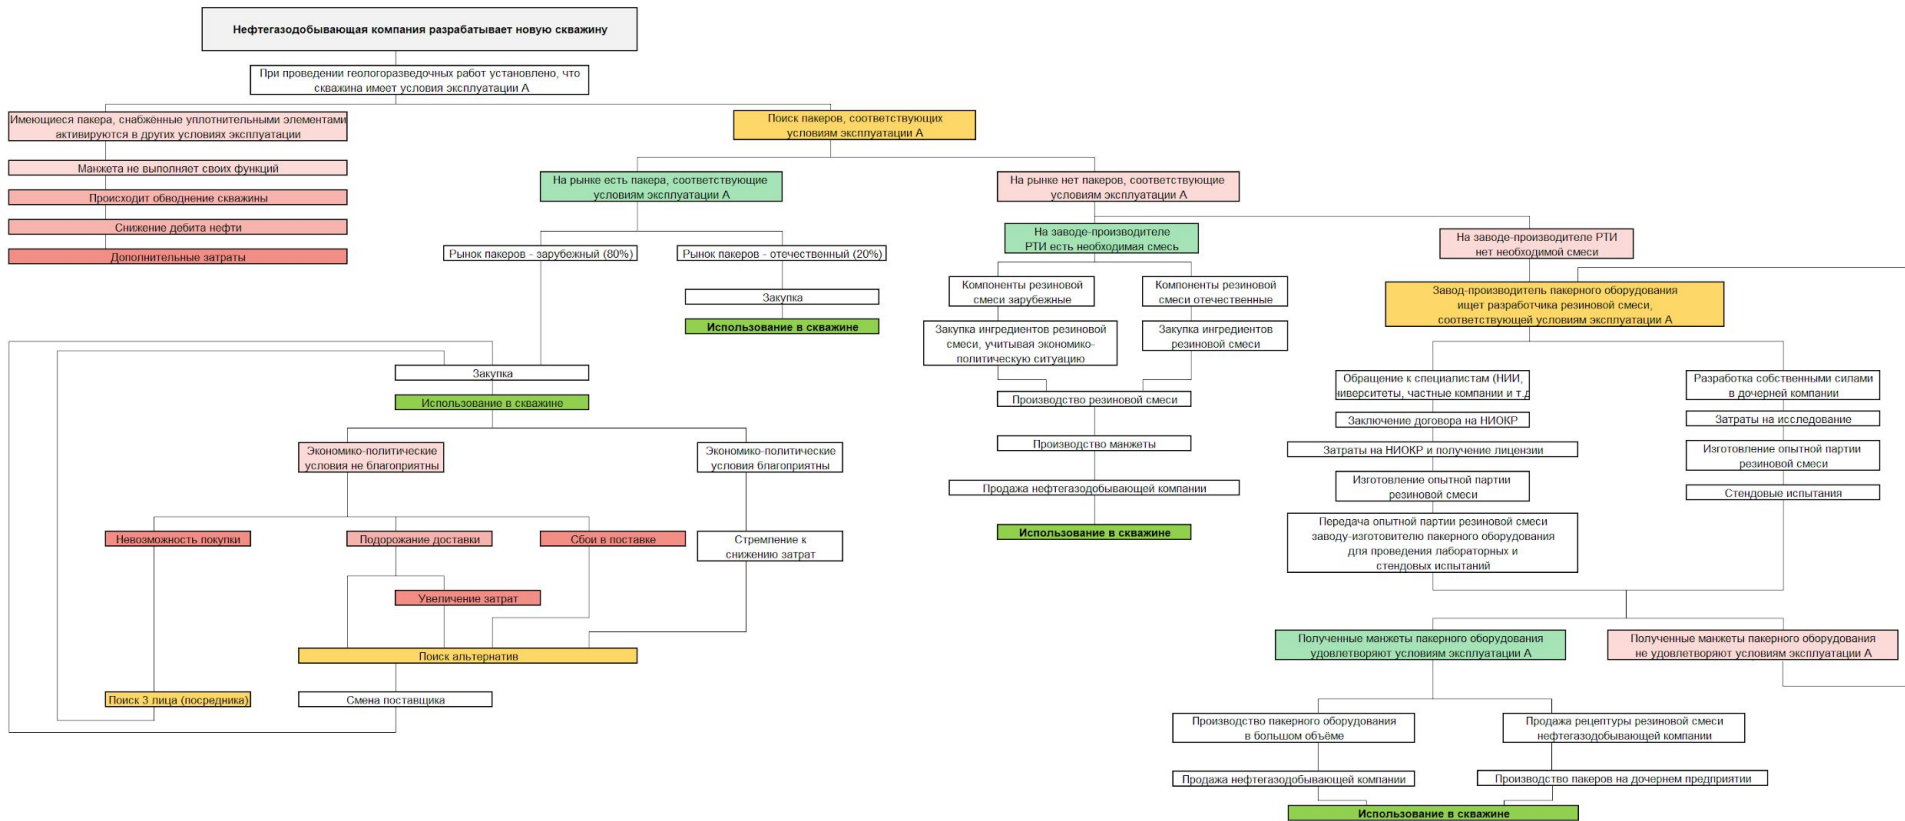 Нефтегазодобывающая компания разрабатывает новую скважину
При проведении геологоразведочных работ установлено, что
скважина имеет условия эксплуатации А
Имеющиеся пакера, снабжённые уплотнительными элементами
активируются в других условиях эксплуатации
Манжета не выполняет своих функций
Происходит обводнение скважины
Снижение дебита нефти
Дополнительные затраты
Поиск пакеров, соответствующих
условиям эксплуатации А
На рынке есть пакера, соответствующие
условиям эксплуатации А
Рынок пакеров - зарубежный (80%)
Рынок пакеров - отечественный (20%)
Закупка
Использование в скважине
Закупка
Использование в скважине
Экономико-политические
условия не благоприятны
Экономико-политические
условия благоприятны
Невозможность покупки
Подорожание доставки
Сбои в поставке
Стремление к
снижению затрат
Увеличение затрат
Поиск альтернатив
Поиск 3 лица (посредника)
Смена поставщика
На рынке нет пакеров, соответствующие
условиям эксплуатации А
На заводе-производителе
РТИ есть необходимая смесь
Компоненты резиновой
смеси зарубежные
Компоненты резиновой
смеси отечественные
Закупка ингредиентов резиновой
смеси, учитывая экономико-
политическую ситуацию
Закупка ингредиентов
резиновой смеси
Производство резиновой смеси
Производство манжеты
Продажа нефтегазодобывающей компании
Использование в скважине
На заводе-производителе РТИ
нет необходимой смеси
Завод-производитель пакерного оборудования
ищет разработчика резиновой смеси,
соответствующей условиям эксплуатации А
Обращение к специалистам (НИИ,
ниверситеты, частные компании и т.д
Заключение договора на НИОКР
Затраты на НИОКР и получение лицензии
Изготовление опытной партии
резиновой смеси
Передача опытной партии резиновой смеси
заводу-изготовителю пакерного оборудования
для проведения лабораторных и
стендовых испытаний
Разработка собственными силами
в дочерней компании
Затраты на исследование
Изготовление опытной партии
резиновой смеси
Стендовые испытания
Полученные манжеты пакерного оборудования
удовлетворяют условиям эксплуатации А
Полученные манжеты пакерного оборудования
не удовлетворяют условиям эксплуатации А
Производство пакерного оборудования
в большом объёме
Продажа рецептуры резиновой смеси
нефтегазодобывающей компании
Продажа нефтегазодобывающей компании
Производство пакеров на дочернем предприятии
Использование в скважине